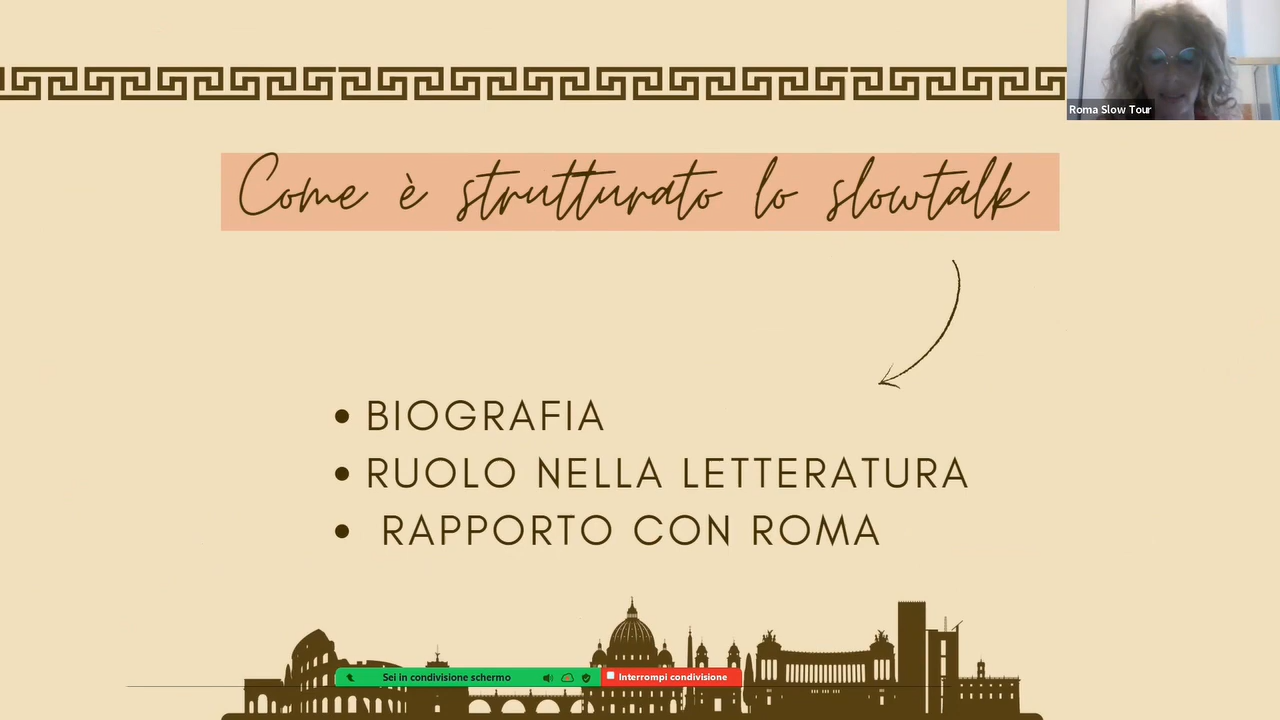 Roma Slow Tour
Come è strutturato lo slowtalk
• BIOGRAFIA
• RUOLO NELLA LETTERATURA
• RAPPORTO CON ROMA
Sei in condivisione schermo
Interrompi condivisione